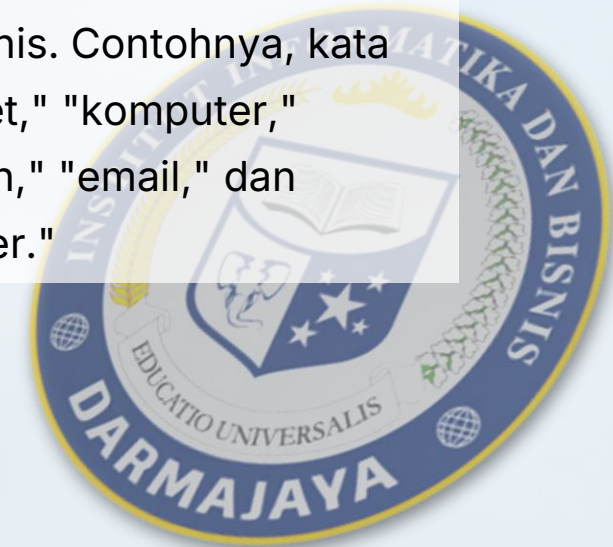 nis. Contohnya, kata
et," "komputer,"
n," "email," dan
er."
INSTITUT INFORMATIKA DAN BISNIS
EDUCATIO UNIVERSALIS
DARMAJAYA